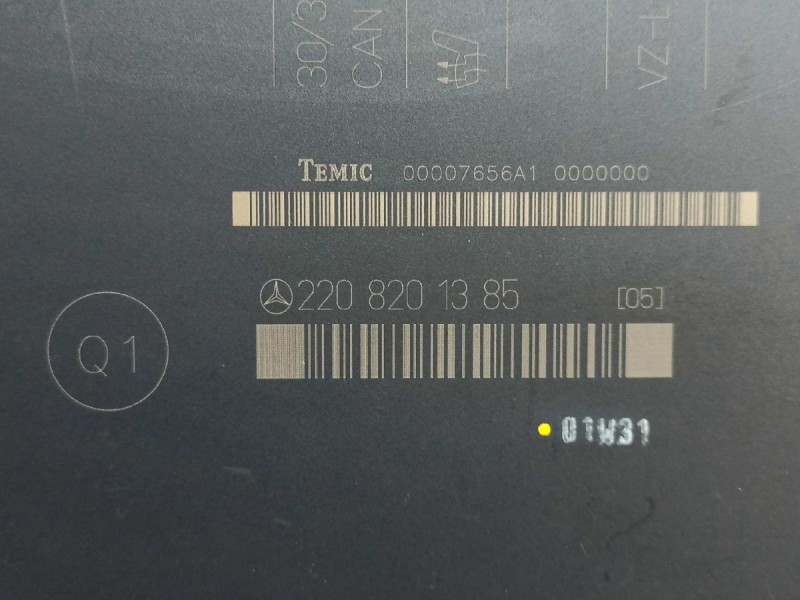 30/3
CAN
VZ-L
TEMIC 00007656A1 0000000
220 820 13 85 [05]
Q1
01W31